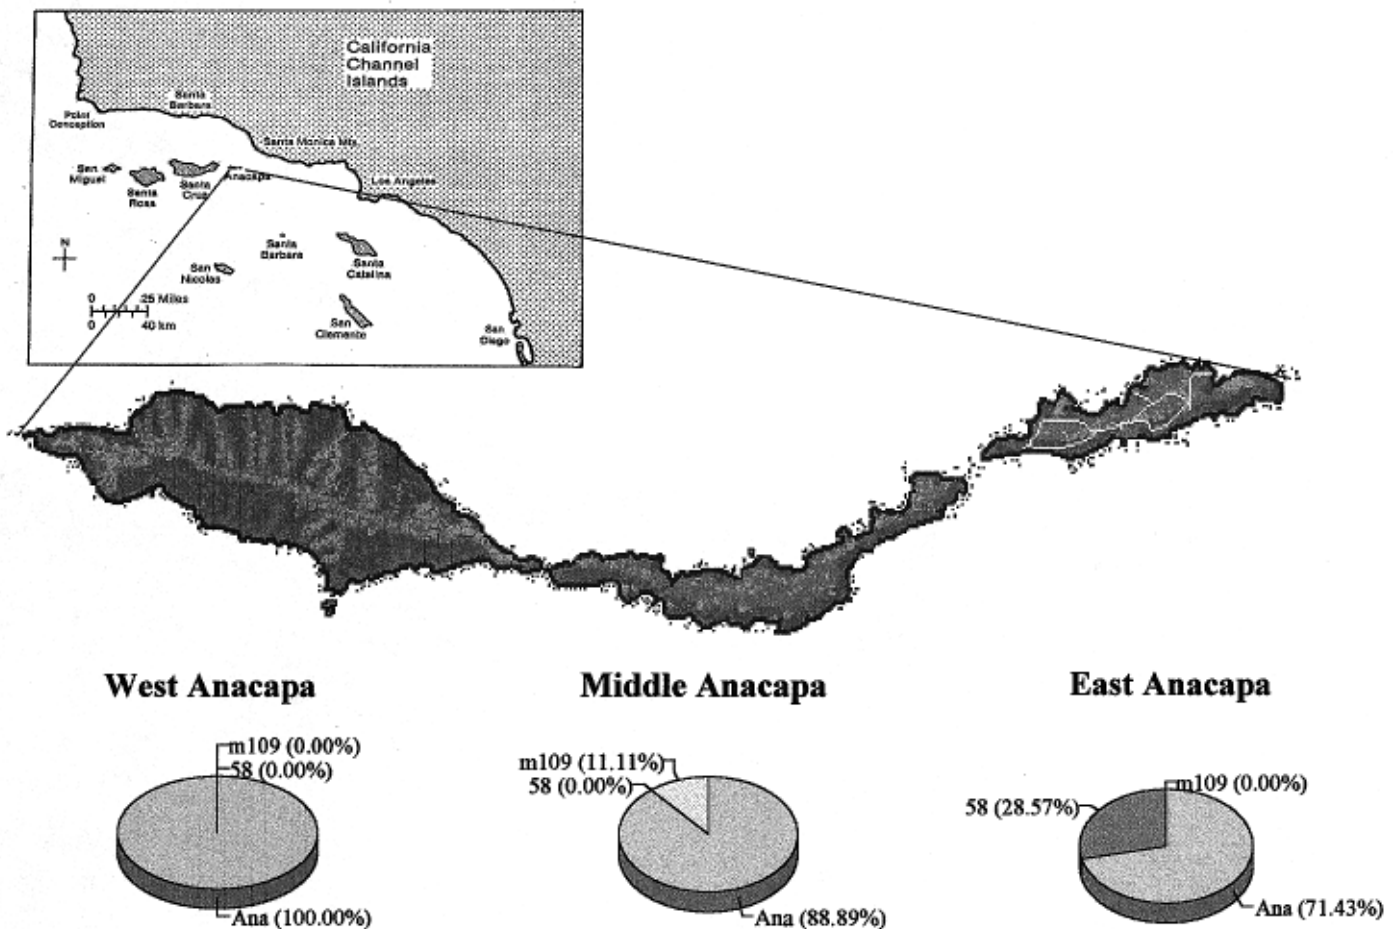 California
Channel
Islands
Santa
Barbara
Point
Conception
Santa Monica Mts.
San
Miguel
Santa
Rosa
Santa
Cruz
Anacapa
Los Angeles
N
Santa
Barbara
San
Nicolas
Santa
Catalina
0 25 Miles
0 40 km
San
Clemente
San
Diego
West Anacapa
Middle Anacapa
East Anacapa
m109 (0.00%)
58 (0.00%)
Ana (100.00%)
m109 (11.11%)
58 (0.00%)
Ana (88.89%)
m109 (0.00%)
58 (28.57%)
Ana (71.43%)